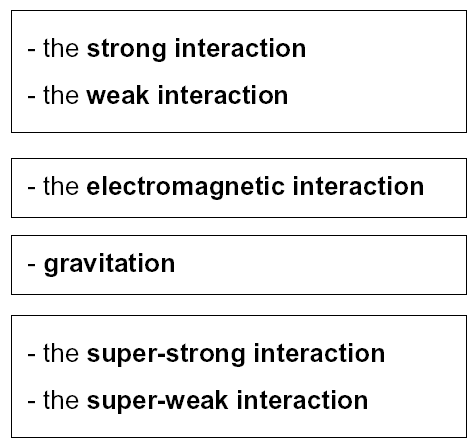 - the strong interaction
- the weak interaction
- the electromagnetic interaction
- gravitation
- the super-strong interaction
- the super-weak interaction